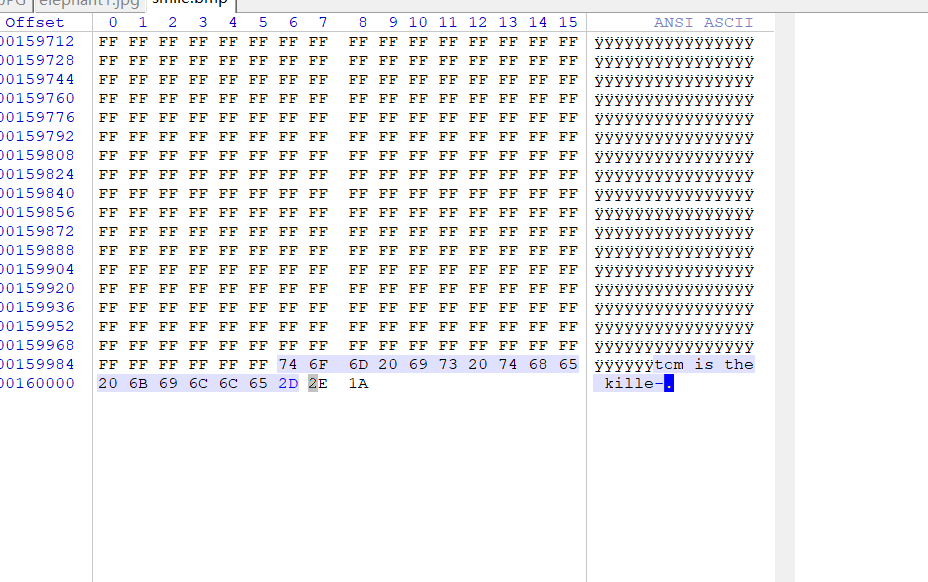 JPG elephant1.jpg smile.bmp
Offset 0 1 2 3 4 5 6 7 8 9 10 11 12 13 14 15 ANSI ASCII
00159712 FF FF FF FF FF FF FF FF FF FF FF FF FF FF FF FF ÿÿÿÿÿÿÿÿÿÿÿÿÿÿÿÿ
00159728 FF FF FF FF FF FF FF FF FF FF FF FF FF FF FF FF ÿÿÿÿÿÿÿÿÿÿÿÿÿÿÿÿ
00159744 FF FF FF FF FF FF FF FF FF FF FF FF FF FF FF FF ÿÿÿÿÿÿÿÿÿÿÿÿÿÿÿÿ
00159760 FF FF FF FF FF FF FF FF FF FF FF FF FF FF FF FF ÿÿÿÿÿÿÿÿÿÿÿÿÿÿÿÿ
00159776 FF FF FF FF FF FF FF FF FF FF FF FF FF FF FF FF ÿÿÿÿÿÿÿÿÿÿÿÿÿÿÿÿ
00159792 FF FF FF FF FF FF FF FF FF FF FF FF FF FF FF FF ÿÿÿÿÿÿÿÿÿÿÿÿÿÿÿÿ
00159808 FF FF FF FF FF FF FF FF FF FF FF FF FF FF FF FF ÿÿÿÿÿÿÿÿÿÿÿÿÿÿÿÿ
00159824 FF FF FF FF FF FF FF FF FF FF FF FF FF FF FF FF ÿÿÿÿÿÿÿÿÿÿÿÿÿÿÿÿ
00159840 FF FF FF FF FF FF FF FF FF FF FF FF FF FF FF FF ÿÿÿÿÿÿÿÿÿÿÿÿÿÿÿÿ
00159856 FF FF FF FF FF FF FF FF FF FF FF FF FF FF FF FF ÿÿÿÿÿÿÿÿÿÿÿÿÿÿÿÿ
00159872 FF FF FF FF FF FF FF FF FF FF FF FF FF FF FF FF ÿÿÿÿÿÿÿÿÿÿÿÿÿÿÿÿ
00159888 FF FF FF FF FF FF FF FF FF FF FF FF FF FF FF FF ÿÿÿÿÿÿÿÿÿÿÿÿÿÿÿÿ
00159904 FF FF FF FF FF FF FF FF FF FF FF FF FF FF FF FF ÿÿÿÿÿÿÿÿÿÿÿÿÿÿÿÿ
00159920 FF FF FF FF FF FF FF FF FF FF FF FF FF FF FF FF ÿÿÿÿÿÿÿÿÿÿÿÿÿÿÿÿ
00159936 FF FF FF FF FF FF FF FF FF FF FF FF FF FF FF FF ÿÿÿÿÿÿÿÿÿÿÿÿÿÿÿÿ
00159952 FF FF FF FF FF FF FF FF FF FF FF FF FF FF FF FF ÿÿÿÿÿÿÿÿÿÿÿÿÿÿÿÿ
00159968 FF FF FF FF FF FF FF FF FF FF FF FF FF FF FF FF ÿÿÿÿÿÿÿÿÿÿÿÿÿÿÿÿ
00159984 FF FF FF FF FF FF 74 6F 6D 20 69 73 20 74 68 65 ÿÿÿÿÿÿtom is the
00160000 20 6B 69 6C 6C 65 2D 2E 1A kille-.